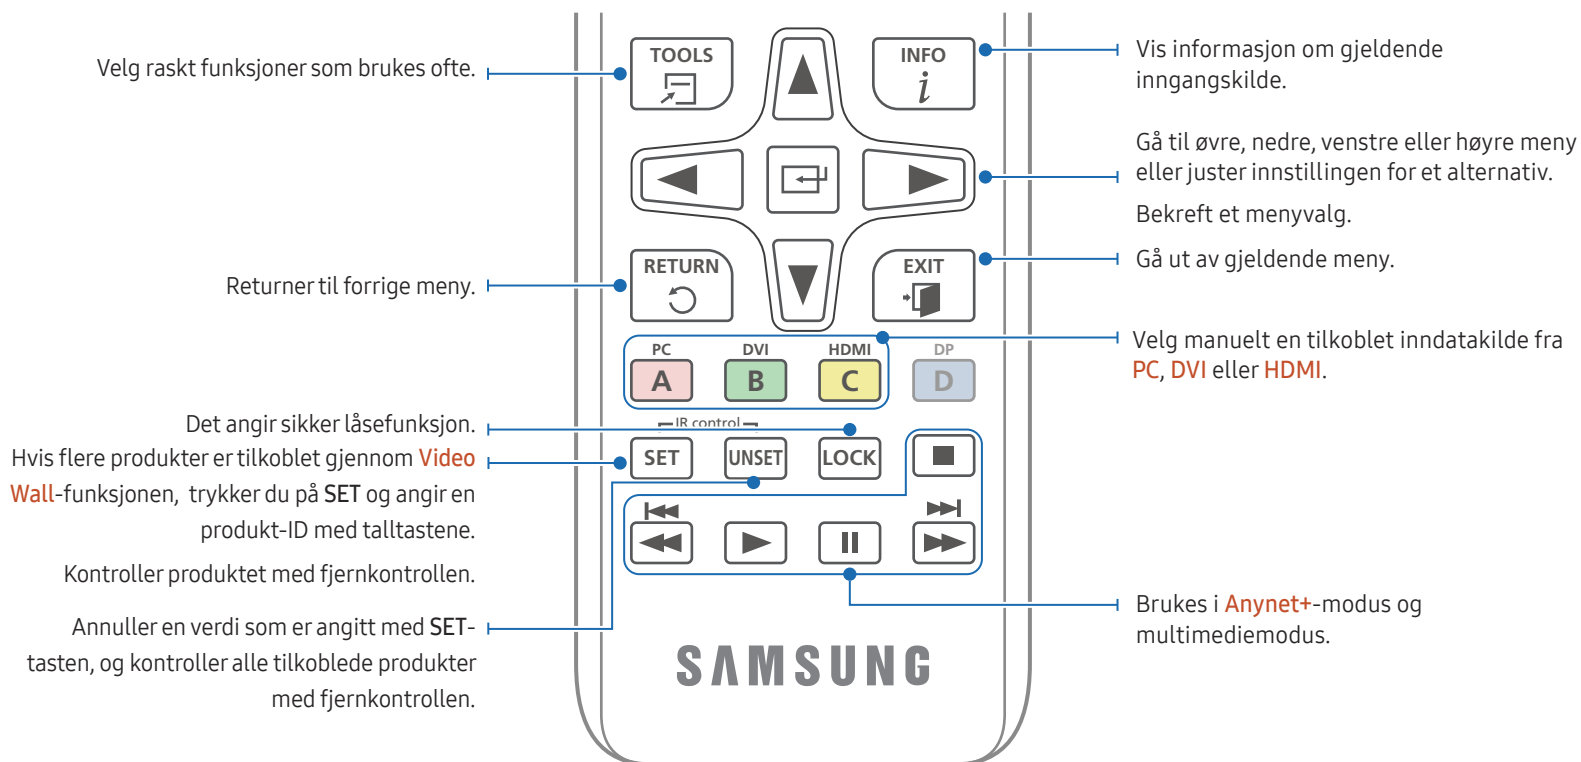 Velg raskt funksjoner som brukes ofte.
TOOLS
INFO
i
Vis informasjon om gjeldende
inngangskilde.
Gå til øvre, nedre, venstre eller høyre meny
eller juster innstillingen for et alternativ.
Bekreft et menyvalg.
Returner til forrige meny.
RETURN
EXIT
Gå ut av gjeldende meny.
PC DVI HDMI DP
A B C D
Velg manuelt en tilkoblet inndatakilde fra
PC, DVI eller HDMI.
Det angir sikker låsefunksjon.
IR control
SET UNSET LOCK
Hvis flere produkter er tilkoblet gjennom Video
Wall-funksjonen, trykker du på SET og angir en
produkt-ID med talltastene.
Kontroller produktet med fjernkontrollen.
Annuller en verdi som er angitt med SET-
tasten, og kontroller alle tilkoblede produkter
med fjernkontrollen.
Brukes i Anynet+-modus og
multimediemodus.
SAMSUNG